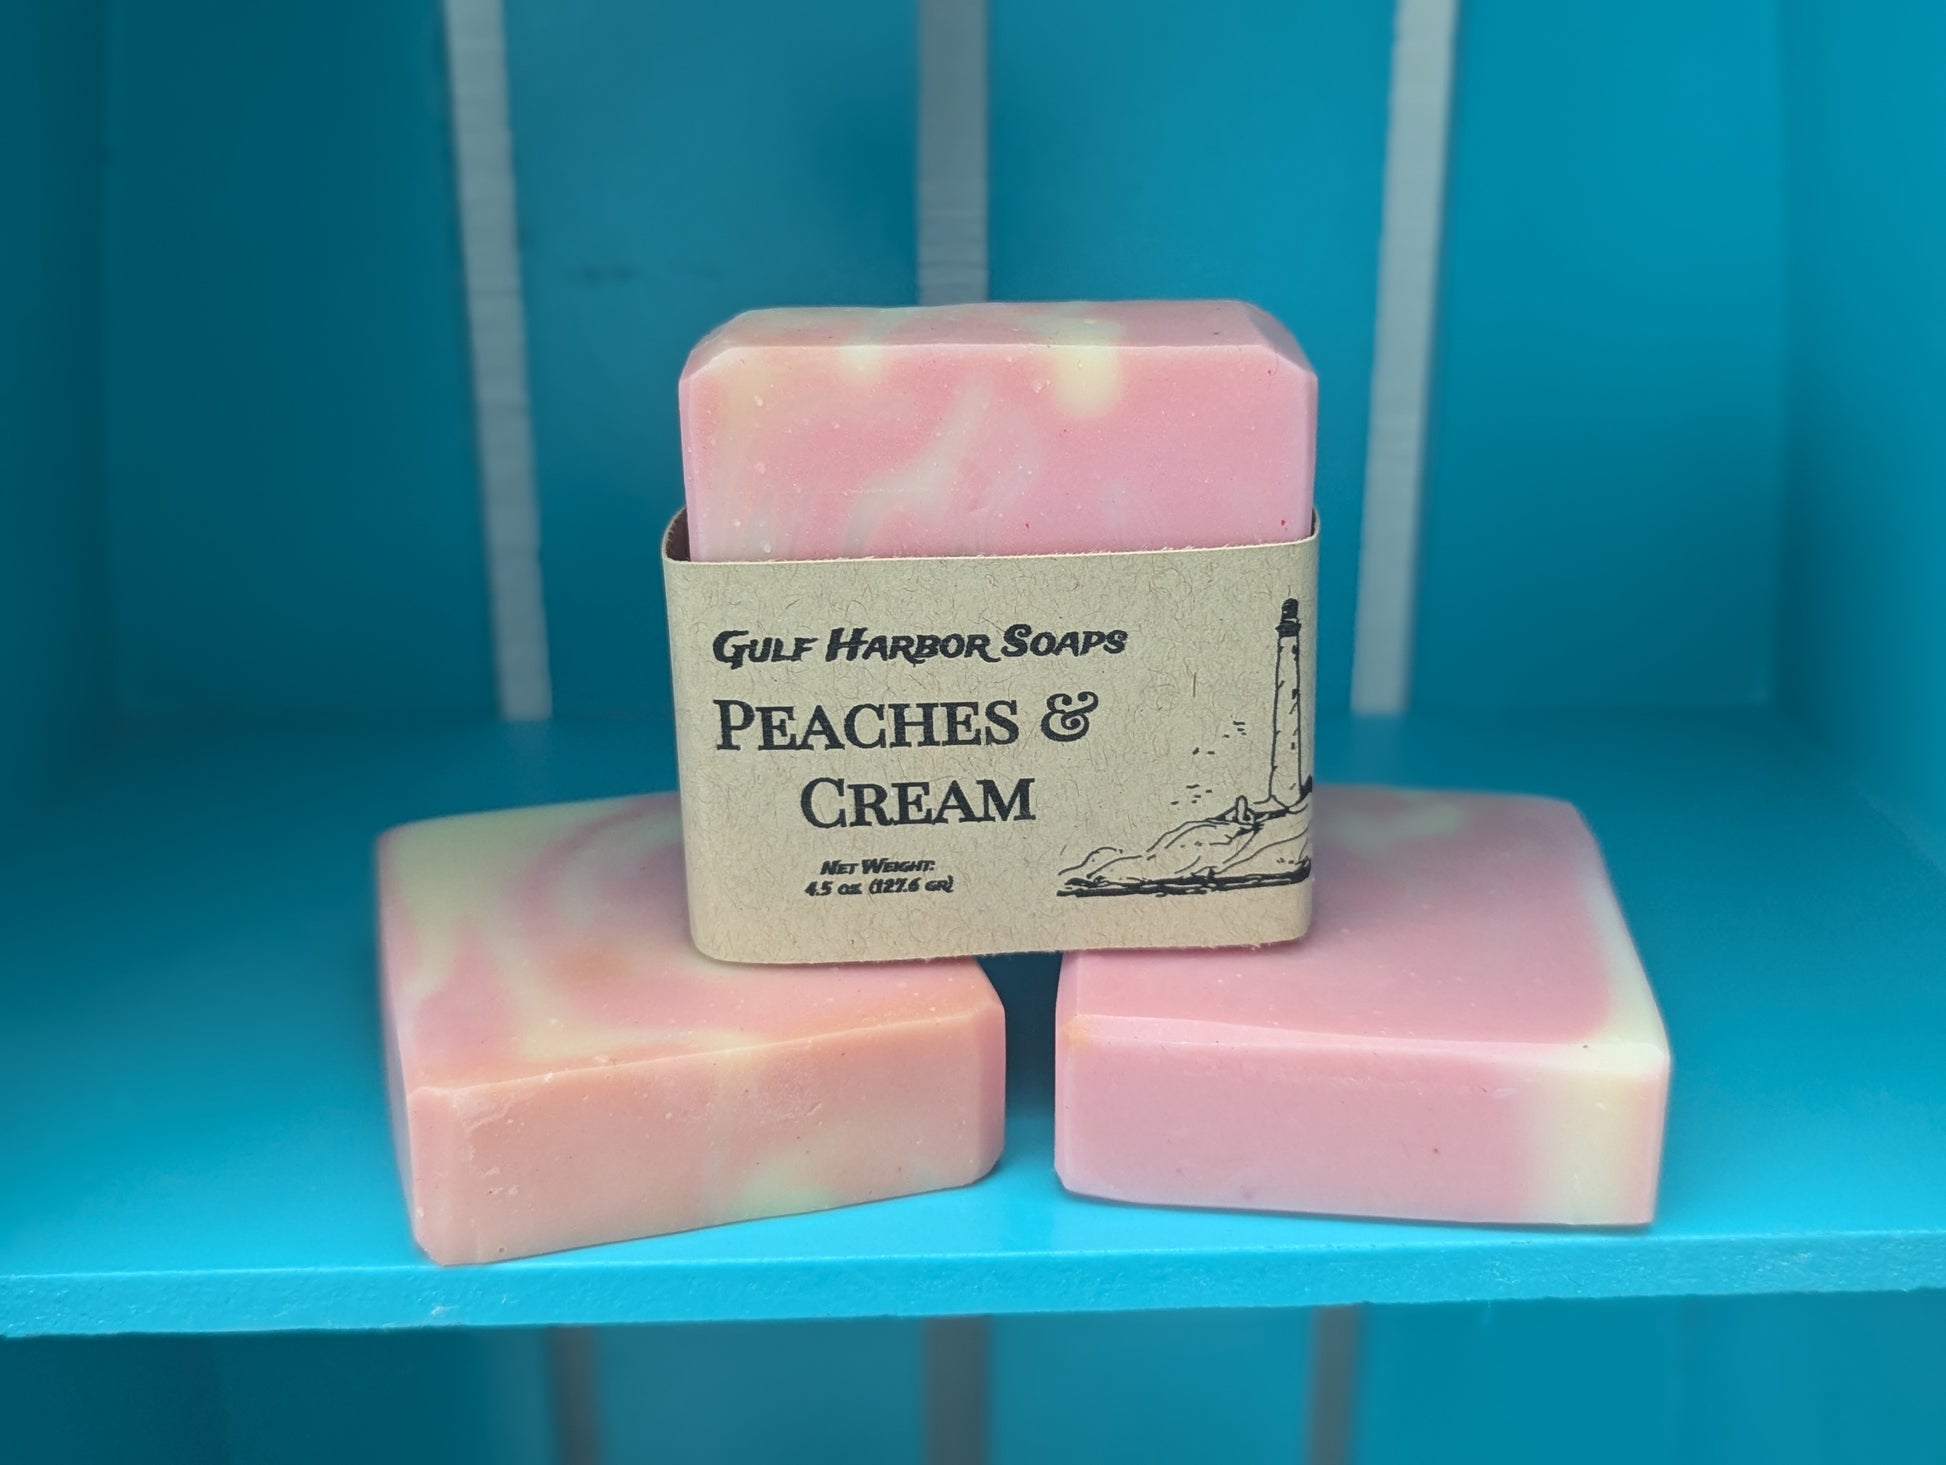 Gulf Harbor Soaps
Peaches &
Cream
Net Weight:
4.5 oz (127.6 gr)